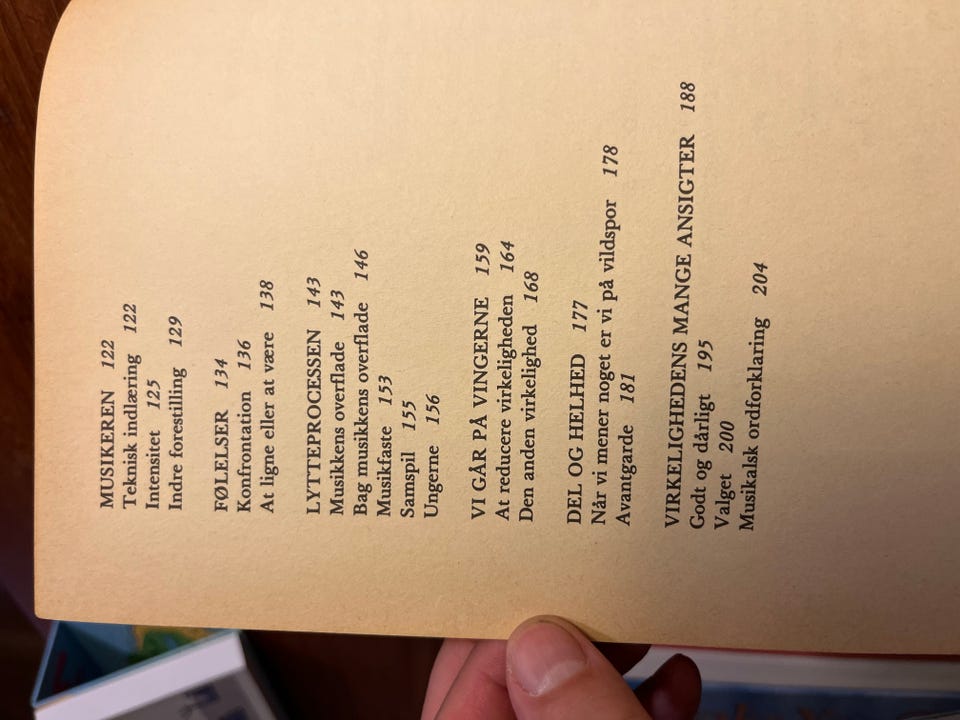 MUSIKEREN 122
Teknisk indlæring 122
Intensitet 125
Indre forestilling 129
FØLELSER 134
Konfrontation 136
At ligne eller at være 138
LYTTEPROCESSEN 143
Musikkens overflade 143
Bag musikkens overflade 146
Musikfaste 153
Samspil 155
Ungerne 156
VI GÅR PÅ VINGERNE 159
At reducere virkeligheden 164
Den anden virkelighed 168
DEL OG HELHED 177
Når vi mener noget er vi på vildspor 178
Avantgarde 181
VIRKELIGHEDENS MANGE ANSIGTER 188
Godt og dårligt 195
Valget 200
Musikalsk ordforklaring 204